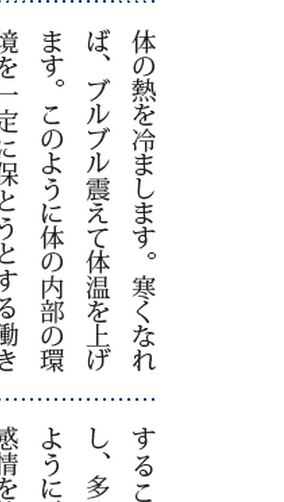 体の熱を冷まします。寒くなれ
ば、ブルブル震えて体温を上げ
ます。このように体の内部の環
境を一定に保とうとする働き
するこ
し、多
ように
感情を